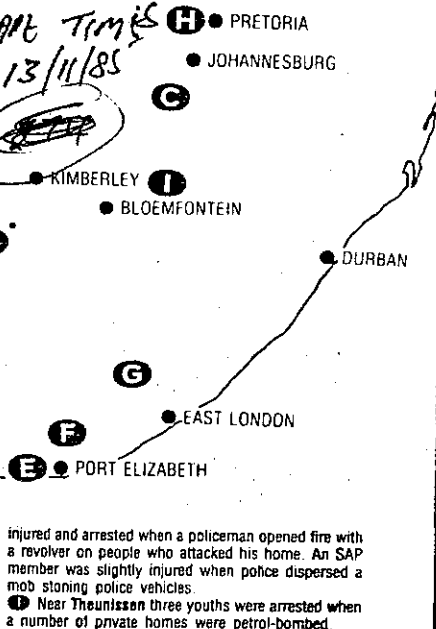 TIMES
H PRETORIA
13/11/85
JOHANNESBURG
C
KIMBERLEY I
BLOEMFONTEIN
DURBAN
G
EAST LONDON
F
E PORT ELIZABETH
injured and arrested when a policeman opened fire with
a revolver on people who attacked his home. An SAP
member was slightly injured when police dispersed a
mob stoning police vehicles.
I Near Theunissen three youths were arrested when
a number of private homes were petrol-bombed.